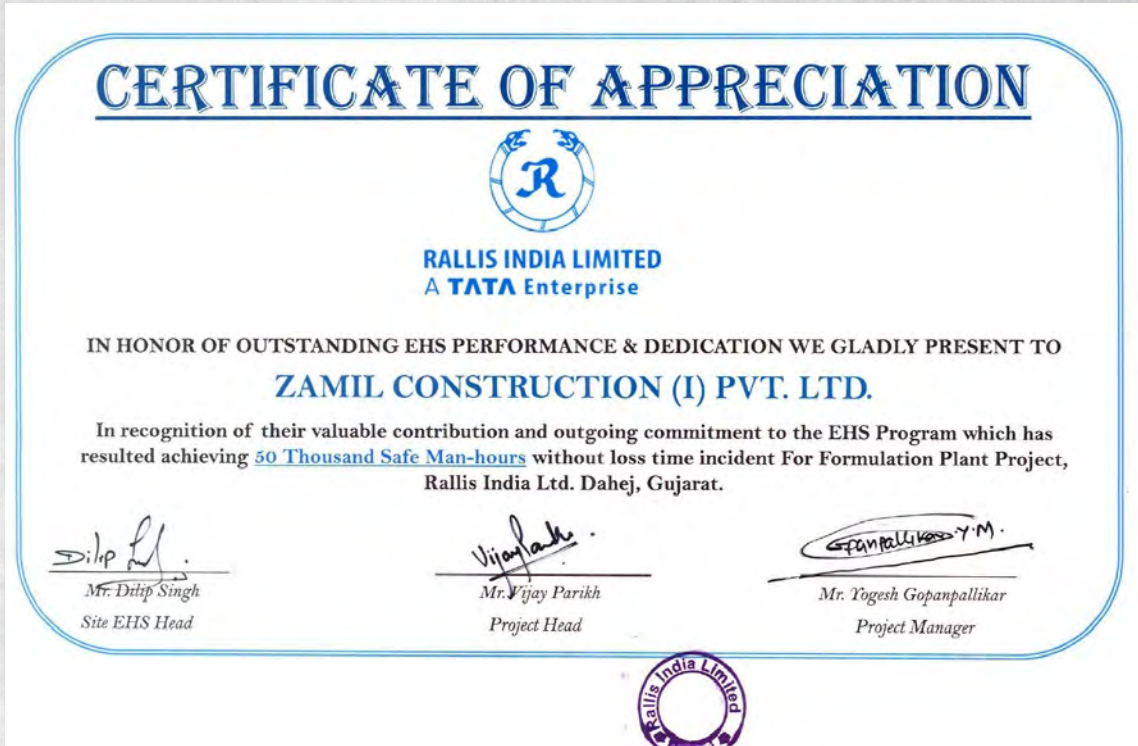 CERTIFICATE OF APPRECIATION
R
RALLIS INDIA LIMITED
A TATA Enterprise
IN HONOR OF OUTSTANDING EHS PERFORMANCE & DEDICATION WE GLADLY PRESENT TO
ZAMIL CONSTRUCTION (I) PVT. LTD.
In recognition of their valuable contribution and outgoing commitment to the EHS Program which has
resulted achieving 50 Thousand Safe Man-hours without loss time incident For Formulation Plant Project,
Rallis India Ltd. Dahej, Gujarat.
Dilip
Mr. Dilip Singh
Site EHS Head
Mr. Vijay Parikh
Project Head
Gopanpallikar Y.M.
Mr. Yogesh Gopanpallikar
Project Manager
Rallis India Limited